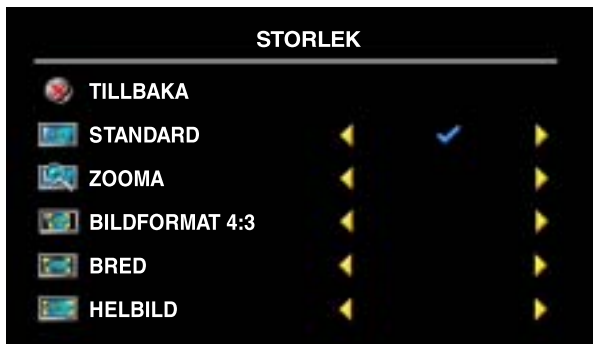 STORLEK
TILLBAKA
STANDARD
ZOOMA
BILDFORMAT 4:3
BRED
HELBILD